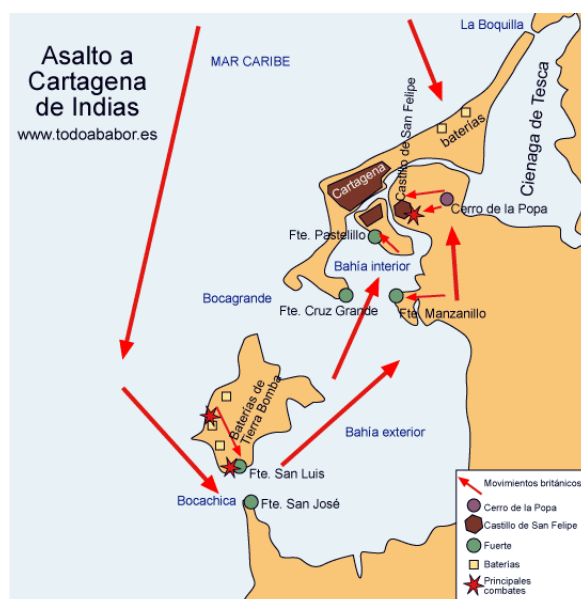 La Boquilla
Asalto a
Cartagena
de Indias
www.todoababor.es
MAR CARIBE
Cienaga de Tesca
baterías
Castillo de San Felipe
Cartagena
Cerro de la Popa
Fte. Pastelillo
Bahía interior
Bocagrande
Fte. Cruz Grande
Fte. Manzanillo
Baterías de
Tierra Bomba
Bahía exterior
Fte. San Luis
Bocachica
Fte. San José
Movimientos británicos
Cerro de la Popa
Castillo de San Felipe
Fuerte
Baterías
Principales
combates